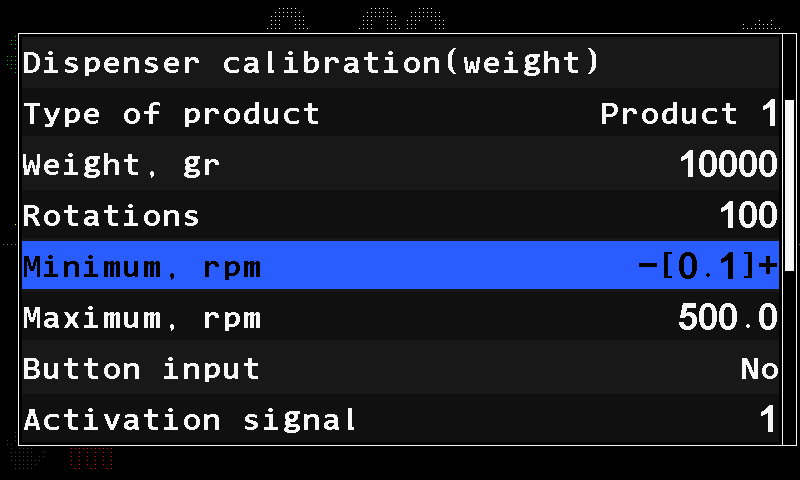 Dispenser calibration(weight)
Type of product Product 1
Weight, gr 10000
Rotations 100
Minimum, rpm -[0.1]+
Maximum, rpm 500.0
Button input No
Activation signal 1